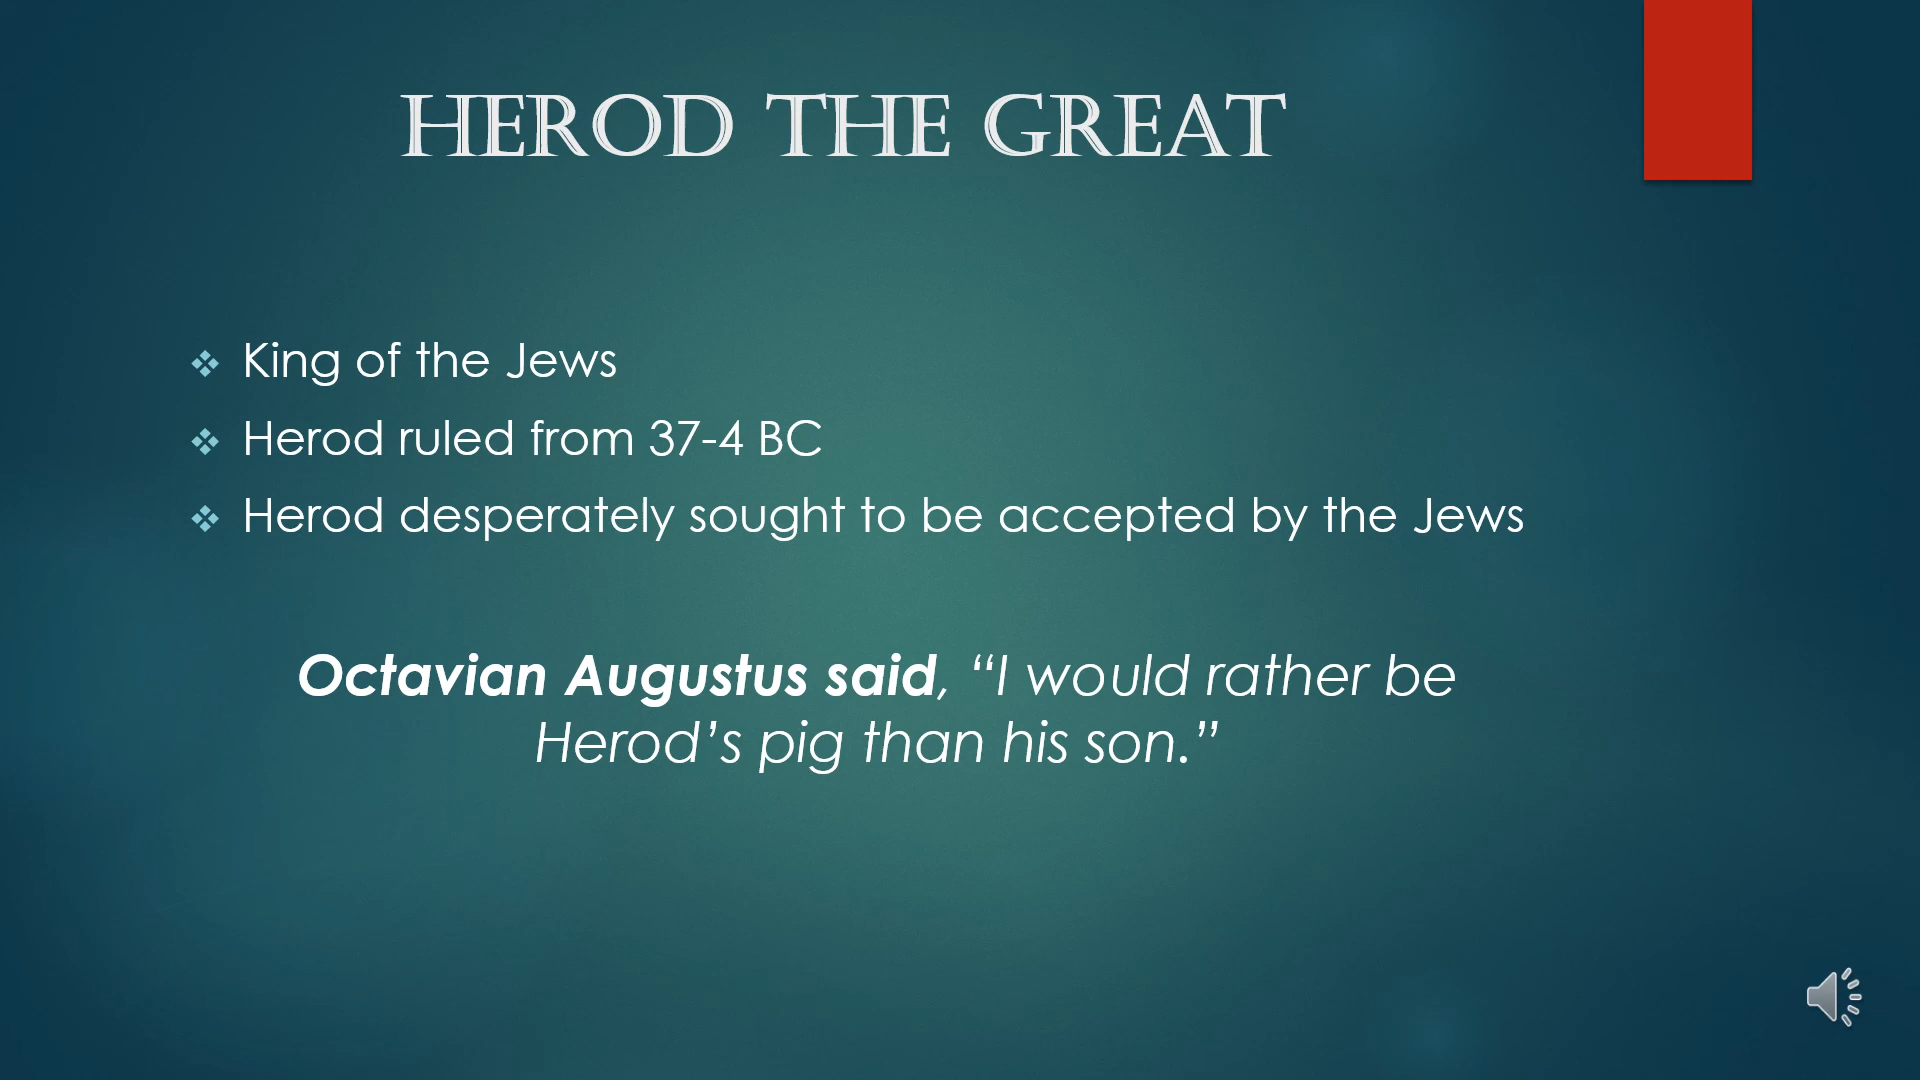 HEROD THE GREAT
King of the Jews
Herod ruled from 37-4 BC
Herod desperately sought to be accepted by the Jews
Octavian Augustus said, “I would rather be
Herod’s pig than his son.”